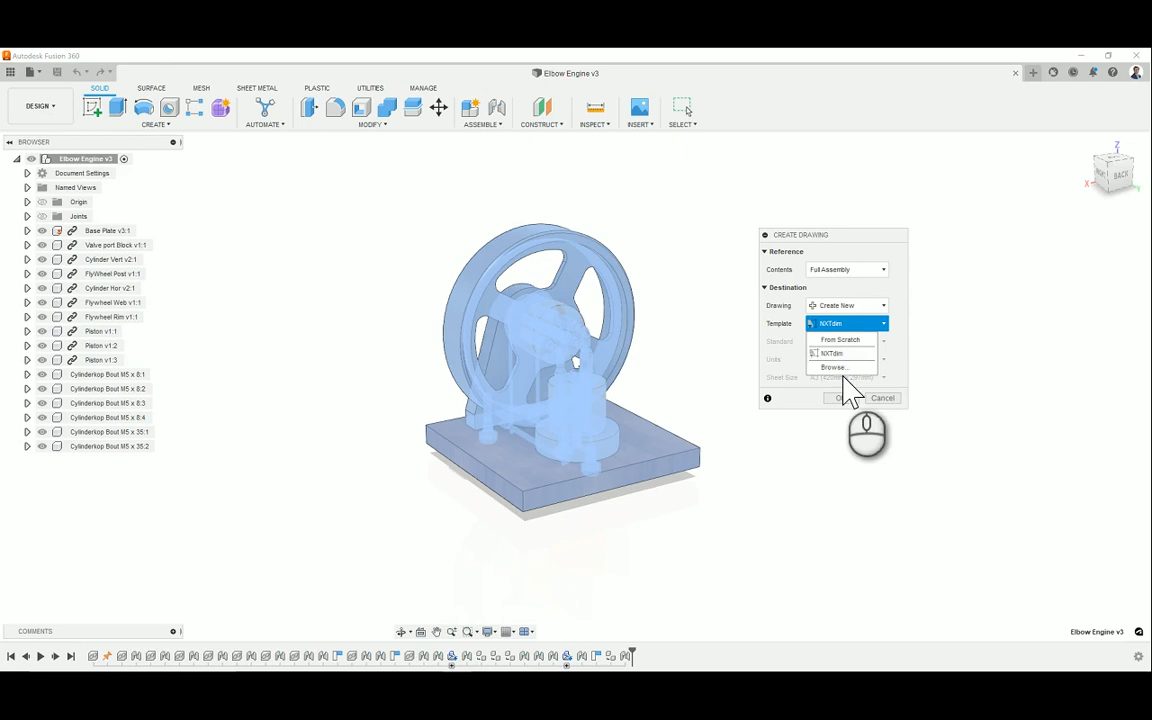 Autodesk Fusion 360
Elbow Engine v3
DESIGN
SOLID
SURFACE
MESH
SHEET METAL
PLASTIC
UTILITIES
MANAGE
CREATE
AUTOMATE
MODIFY
ASSEMBLE
CONSTRUCT
INSPECT
INSERT
SELECT
BROWSER
Elbow Engine v3
Document Settings
Named Views
Origin
Joints
Base Plate v3:1
Valve port Block v1:1
Cylinder Vert v2:1
FlyWheel Post v1:1
Cylinder Hor v2:1
Flywheel Web v1:1
Flywheel Rim v1:1
Piston v1:1
Piston v1:2
Piston v1:3
Cylinderkop Bout M5 x 8:1
Cylinderkop Bout M5 x 8:2
Cylinderkop Bout M5 x 8:3
Cylinderkop Bout M5 x 8:4
Cylinderkop Bout M5 x 35:1
Cylinderkop Bout M5 x 35:2
Z
X
Y
RIGHT
BACK
CREATE DRAWING
Reference
Contents
Full Assembly
Destination
Drawing
Create New
Template
NXTdim
From Scratch
NXTdim
Browse...
Standard
Units
Sheet Size
Cancel
COMMENTS
Elbow Engine v3